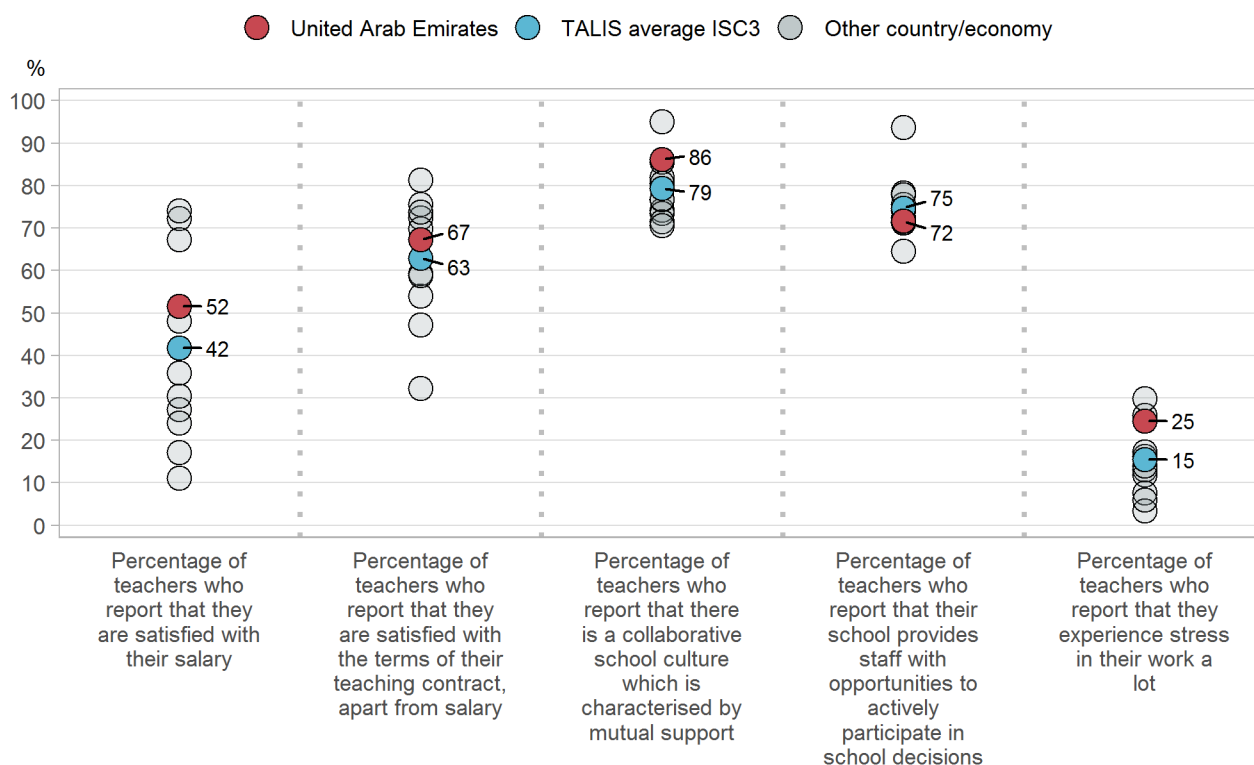 United Arab Emirates TALIS average ISC3 Other country/economy
%
100
90
80
70
60
50
40
30
20
10
0
52
42
67
63
86
79
75
72
25
15
Percentage of
teachers who
report that they
are satisfied with
their salary
Percentage of
teachers who
report that they
are satisfied with
the terms of their
teaching contract,
apart from salary
Percentage of
teachers who
report that there
is a collaborative
school culture
which is
characterised by
mutual support
Percentage of
teachers who
report that their
school provides
staff with
opportunities to
actively
participate in
school decisions
Percentage of
teachers who
report that they
experience stress
in their work a
lot